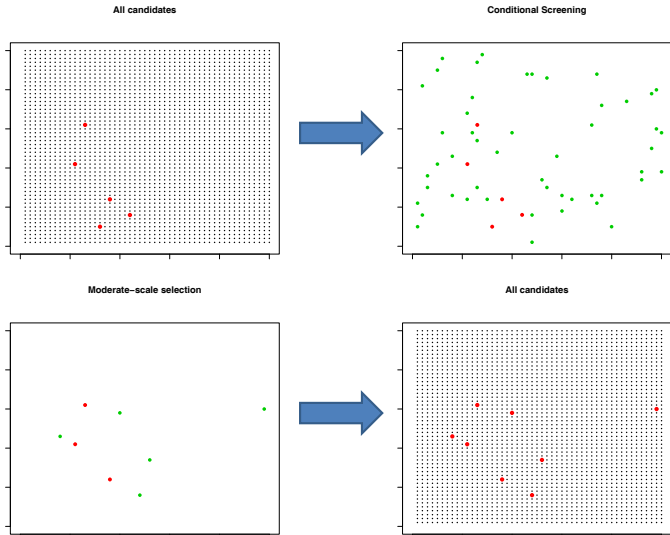 All candidates
Conditional Screening
Moderate−scale selection
All candidates